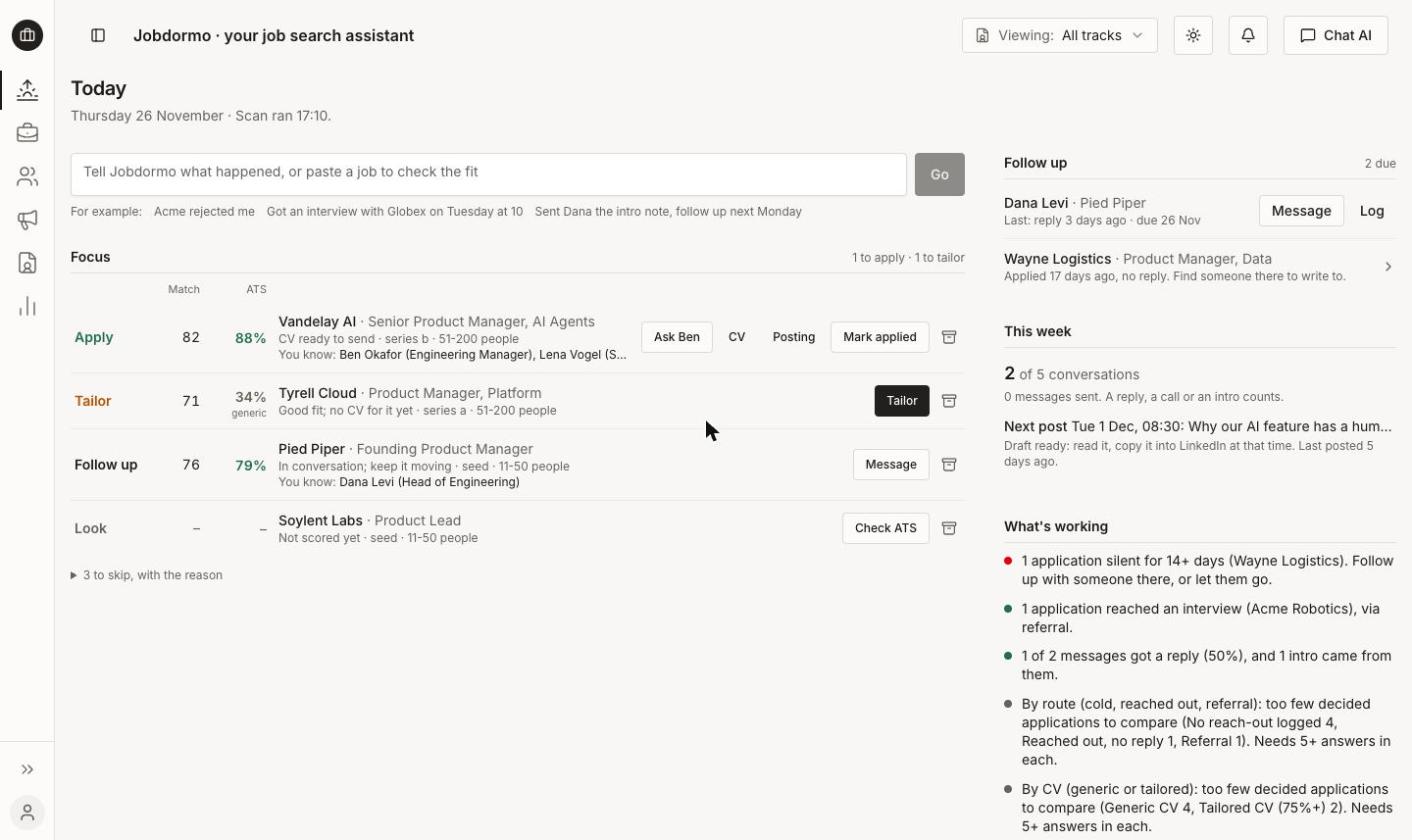 Jobdormo · your job search assistant
Viewing: All tracks
Chat AI
Today
Thursday 26 November · Scan ran 17:10.
Tell Jobdormo what happened, or paste a job to check the fit
Go
For example: Acme rejected me Got an interview with Globex on Tuesday at 10 Sent Dana the intro note, follow up next Monday
Focus
1 to apply · 1 to tailor
Match ATS
Apply 82 88%
Vandelay AI · Senior Product Manager, AI Agents
CV ready to send · series b · 51-200 people
You know: Ben Okafor (Engineering Manager), Lena Vogel (S...
Ask Ben CV Posting Mark applied
Tailor 71 34%
generic
Tyrell Cloud · Product Manager, Platform
Good fit; no CV for it yet · series a · 51-200 people
Tailor
Follow up 76 79%
Pied Piper · Founding Product Manager
In conversation; keep it moving · seed · 11-50 people
You know: Dana Levi (Head of Engineering)
Message
Look – –
Soylent Labs · Product Lead
Not scored yet · seed · 11-50 people
Check ATS
3 to skip, with the reason
Follow up
2 due
Dana Levi · Pied Piper
Last: reply 3 days ago · due 26 Nov
Message Log
Wayne Logistics · Product Manager, Data
Applied 17 days ago, no reply. Find someone there to write to.
This week
2 of 5 conversations
0 messages sent. A reply, a call or an intro counts.
Next post Tue 1 Dec, 08:30: Why our AI feature has a hum...
Draft ready: read it, copy it into LinkedIn at that time. Last posted 5
days ago.
What's working
1 application silent for 14+ days (Wayne Logistics). Follow
up with someone there, or let them go.
1 application reached an interview (Acme Robotics), via
referral.
1 of 2 messages got a reply (50%), and 1 intro came from
them.
By route (cold, reached out, referral): too few decided
applications to compare (No reach-out logged 4,
Reached out, no reply 1, Referral 1). Needs 5+ answers in
each.
By CV (generic or tailored): too few decided applications
to compare (Generic CV 4, Tailored CV (75%+) 2). Needs
5+ answers in each.